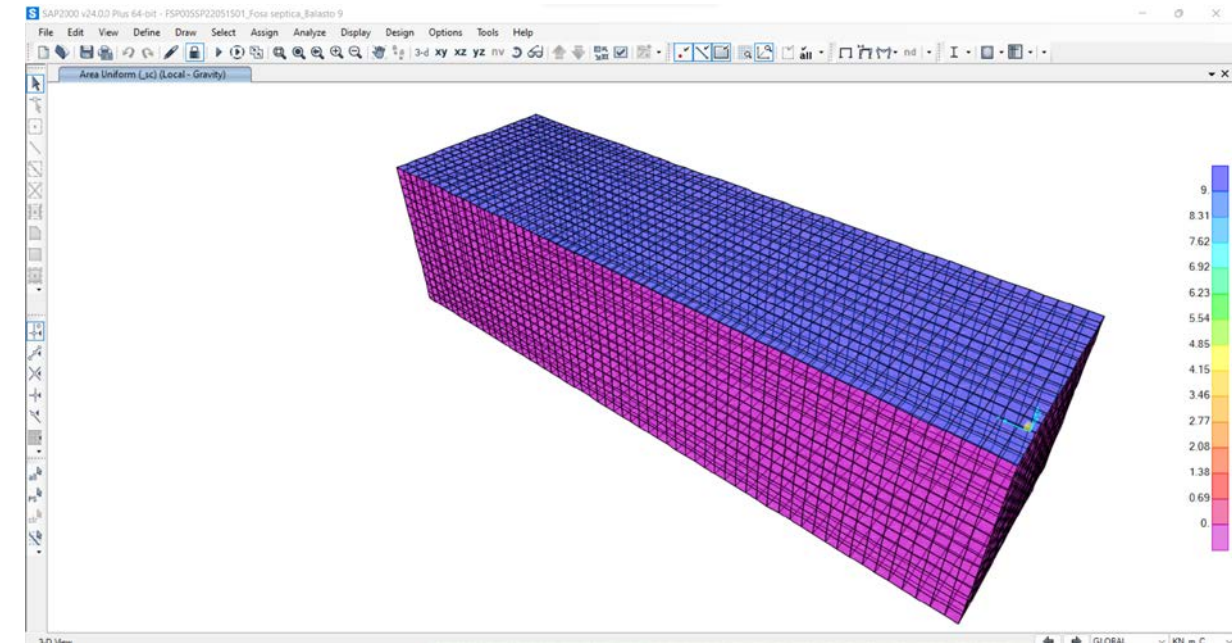 SAP2000 v24.0.0 Plus 64-bit - FSP005SP22051501_Fosa septica_Balasto 9
File Edit View Define Draw Select Assign Analyze Display Design Options Tools Help
3-d xy xz yz nv
all
nd
Area Uniform (_sc) (Local - Gravity)
9.
8.31
7.62
6.92
6.23
5.54
4.85
4.15
3.46
2.77
2.08
1.38
0.69
0.
3-D View
GLOBAL
KN, m, C